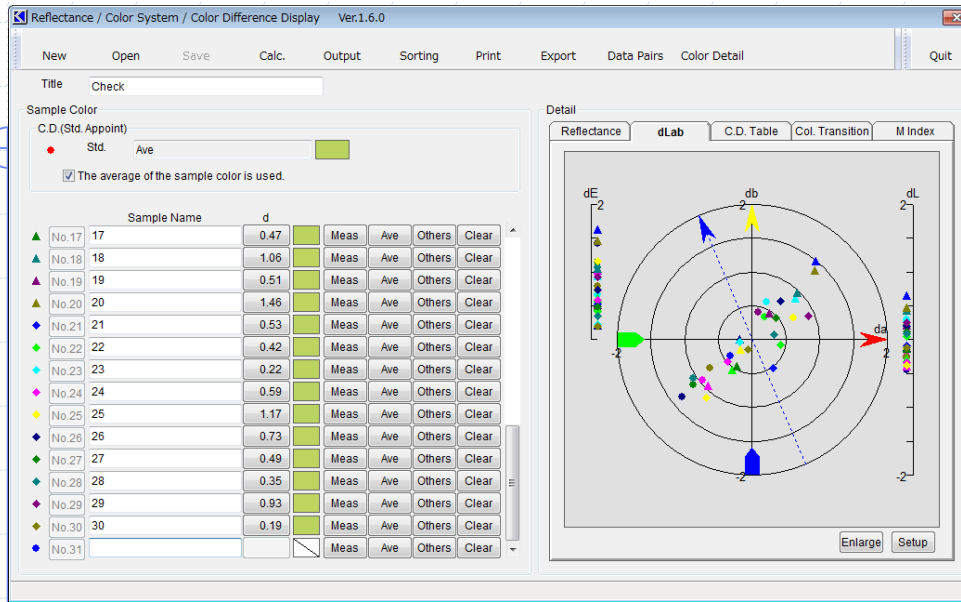 Reflectance / Color System / Color Difference Display Ver.1.6.0
New Open Save Calc. Output Sorting Print Export Data Pairs Color Detail Quit
Title Check
Sample Color
C.D.(Std. Appoint)
Std. Ave
The average of the sample color is used.
Sample Name d
No.17 17 0.47 Meas Ave Others Clear
No.18 18 1.06 Meas Ave Others Clear
No.19 19 0.51 Meas Ave Others Clear
No.20 20 1.46 Meas Ave Others Clear
No.21 21 0.53 Meas Ave Others Clear
No.22 22 0.42 Meas Ave Others Clear
No.23 23 0.22 Meas Ave Others Clear
No.24 24 0.59 Meas Ave Others Clear
No.25 25 1.17 Meas Ave Others Clear
No.26 26 0.73 Meas Ave Others Clear
No.27 27 0.49 Meas Ave Others Clear
No.28 28 0.35 Meas Ave Others Clear
No.29 29 0.93 Meas Ave Others Clear
No.30 30 0.19 Meas Ave Others Clear
No.31 Meas Ave Others Clear
Detail
Reflectance dLab C.D. Table Col. Transition M Index
dE db dL
2 2 2
da
-2 2
-2 -2
Enlarge Setup